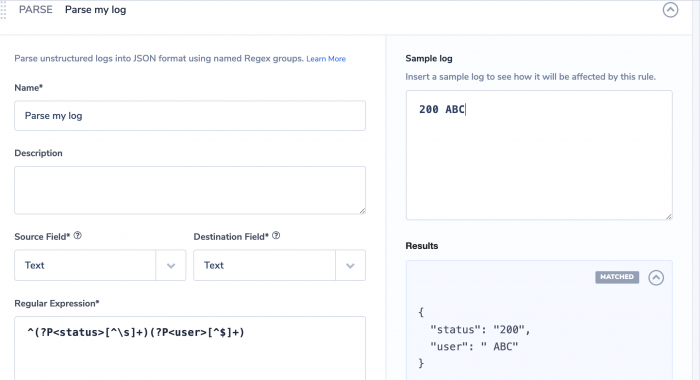 PARSE Parse my log
Parse unstructured logs into JSON format using named Regex groups. Learn More
Name*
Parse my log
Description
Source Field* Destination Field*
Text Text
Regular Expression*
^(?P<status>[^\s]+)(?P<user>[^$]+)
Sample log
Insert a sample log to see how it will be affected by this rule.
200 ABC
Results
MATCHED
{
"status": "200",
"user": " ABC"
}